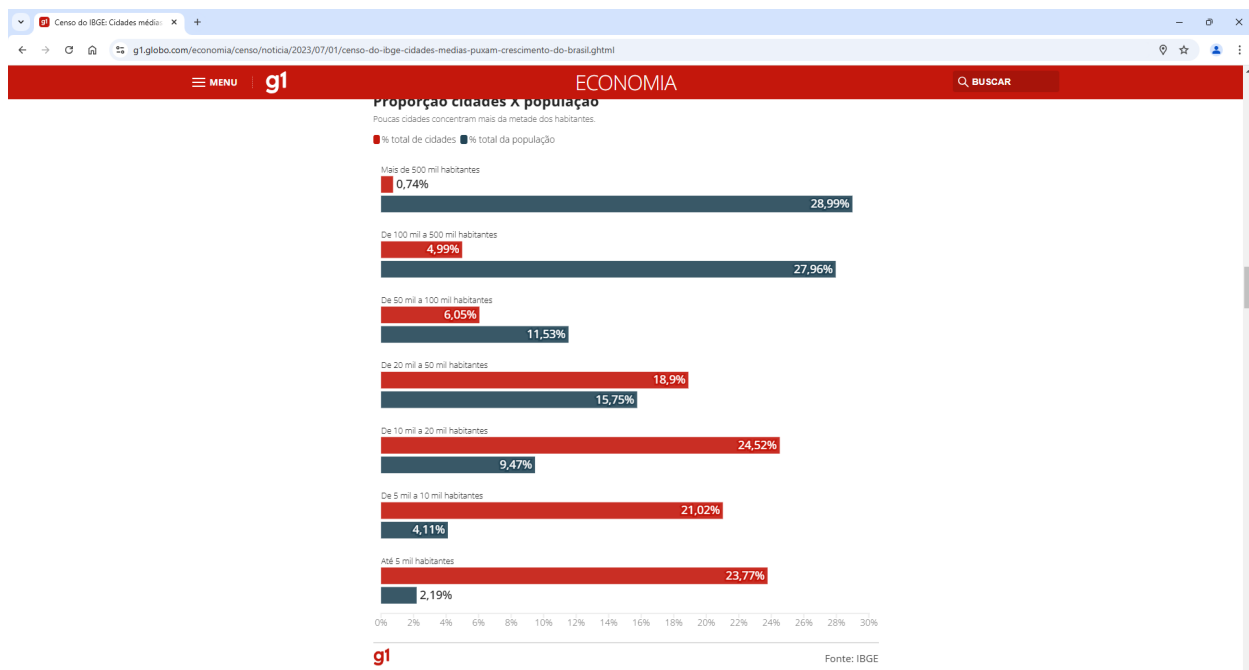 Censo do IBGE: Cidades média
g1.globo.com/economia/censo/noticia/2023/07/01/censo-do-ibge-cidades-medias-puxam-crescimento-do-brasil.ghtml
MENU
g1
ECONOMIA
BUSCAR
Proporção cidades X população
Poucas cidades concentram mais da metade dos habitantes.
% total de cidades % total da população
Mais de 500 mil habitantes
0,74%
28,99%
De 100 mil a 500 mil habitantes
4,99%
27,96%
De 50 mil a 100 mil habitantes
6,05%
11,53%
De 20 mil a 50 mil habitantes
18,9%
15,75%
De 10 mil a 20 mil habitantes
24,52%
9,47%
De 5 mil a 10 mil habitantes
21,02%
4,11%
Até 5 mil habitantes
23,77%
2,19%
0% 2% 4% 6% 8% 10% 12% 14% 16% 18% 20% 22% 24% 26% 28% 30%
g1
Fonte: IBGE